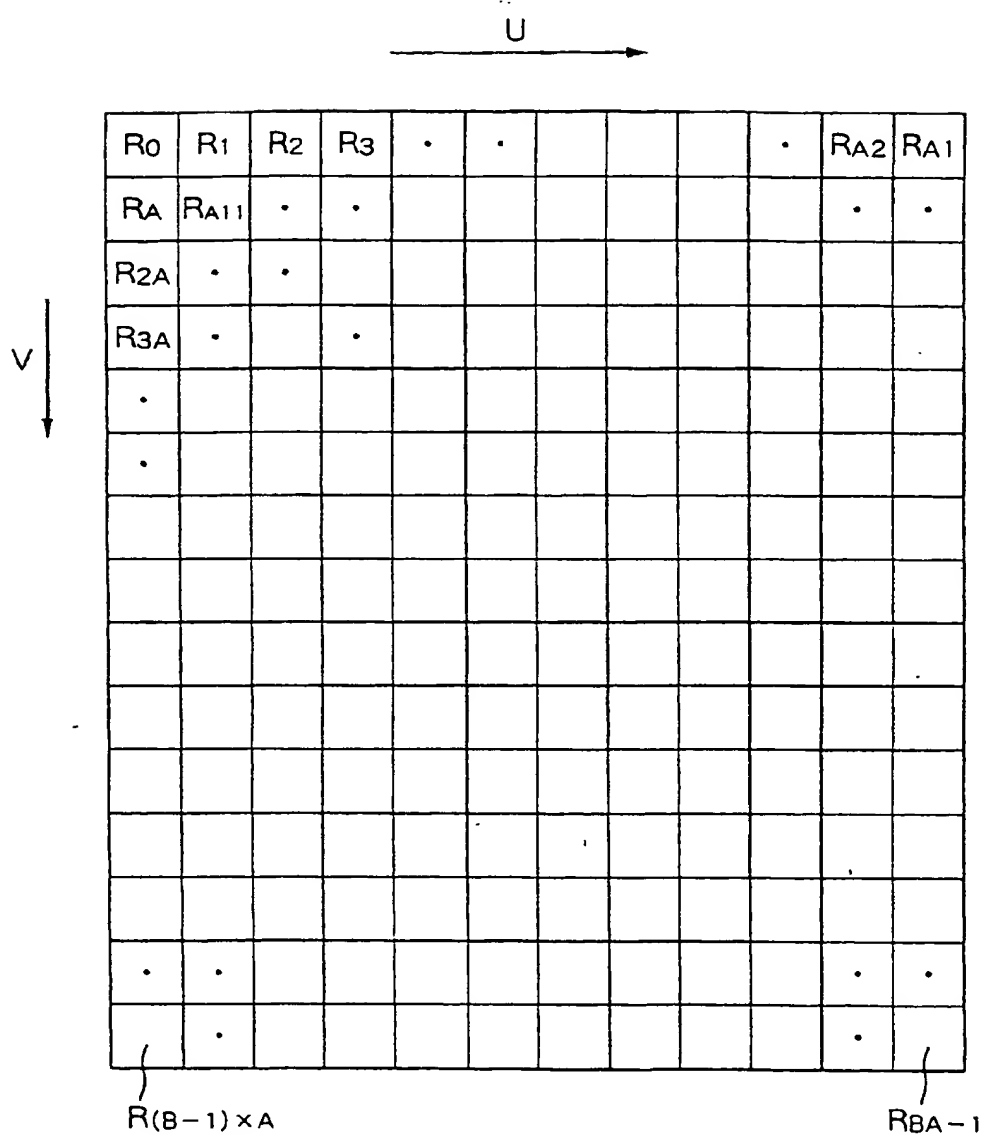 U
R0 R1 R2 R3 · · · RA2 RA1
RA RA11 · · · ·
R2A · ·
R3A · ·
V
·
·
· · · ·
· ·
R(B-1)×A RBA-1